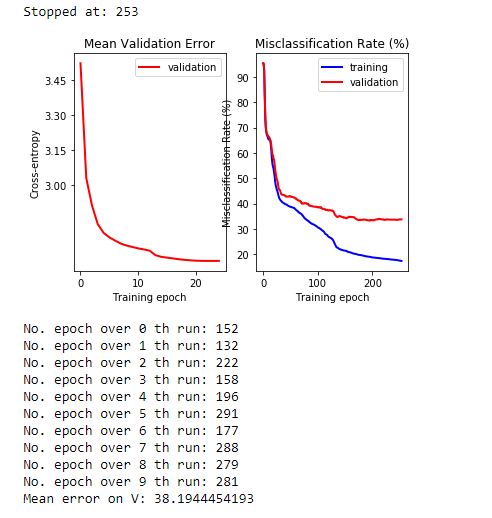 Stopped at: 253
Mean Validation Error
Misclassification Rate (%)
validation
training
validation
3.45
3.30
3.15
3.00
Cross-entropy
90
80
70
60
50
40
30
20
Misclassification Rate (%)
0
10
20
Training epoch
0
100
200
Training epoch
No. epoch over 0 th run: 152
No. epoch over 1 th run: 132
No. epoch over 2 th run: 222
No. epoch over 3 th run: 158
No. epoch over 4 th run: 196
No. epoch over 5 th run: 291
No. epoch over 6 th run: 177
No. epoch over 7 th run: 288
No. epoch over 8 th run: 279
No. epoch over 9 th run: 281
Mean error on V: 38.1944454193